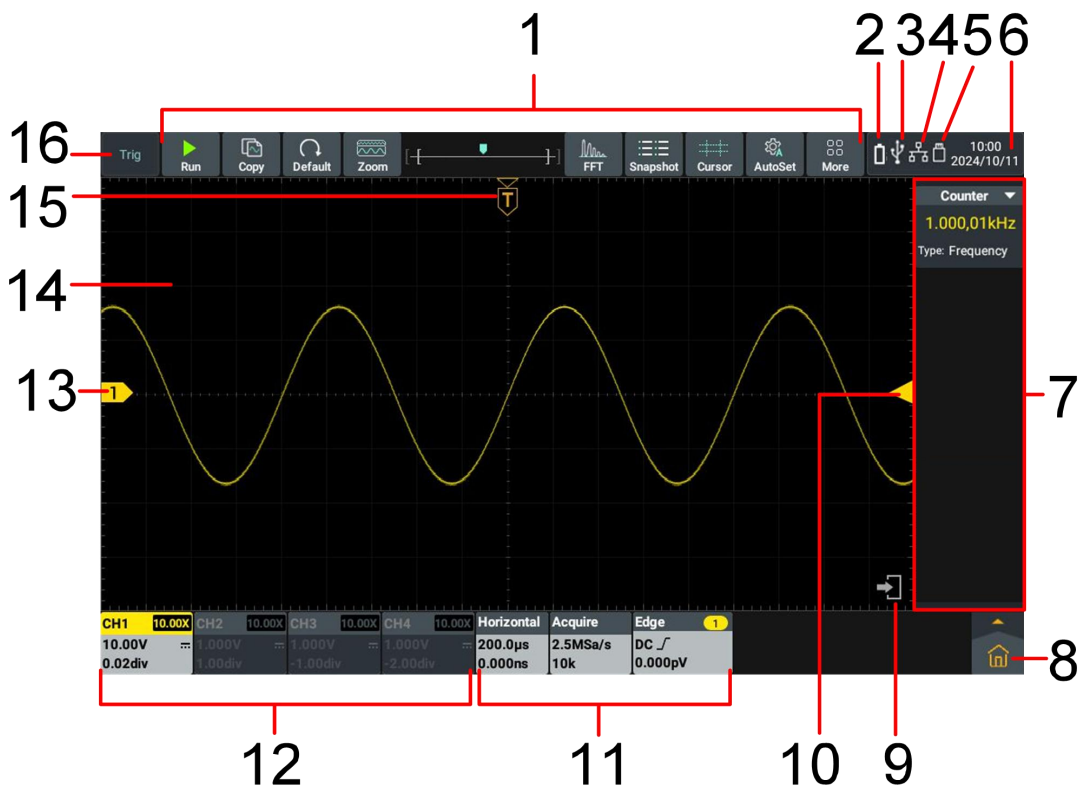 1
2 3 4 5 6
16
Trig
Run
Copy
Default
Zoom
FFT
Snapshot
Cursor
AutoSet
More
10:00
2024/10/11
15
T
Counter
1.000,01kHz
Type: Frequency
14
13
1
10
7
CH1 10.00X
10.00V
0.02div
CH2 10.00X
1.000V
1.00div
CH3 10.00X
1.000V
-1.00div
CH4 10.00X
1.000V
-2.00div
Horizontal
200.0μs
0.000ns
Acquire
2.5MSa/s
10k
Edge 1
DC
0.000pV
8
12
11
9